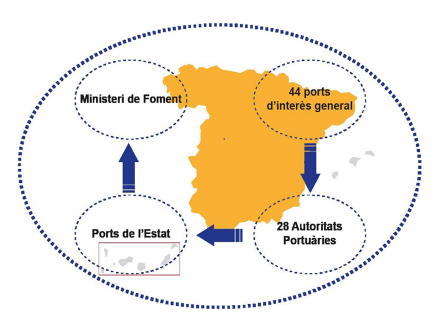 Ministeri de Foment
44 ports
d'interès general
Ports de l'Estat
28 Autoritats
Portuàries